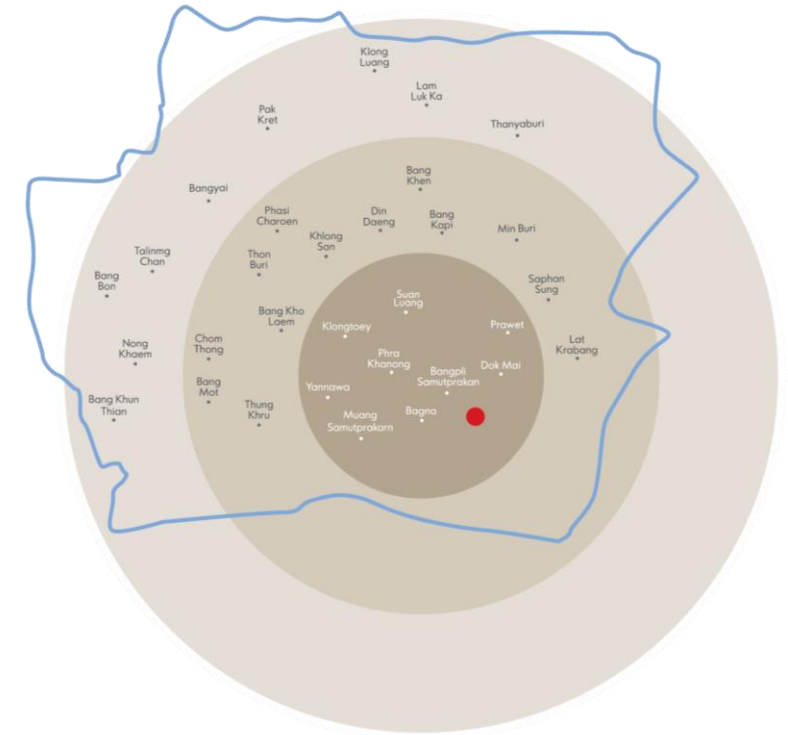 Klong
Luang
Lam
Luk Ka
Pak
Kret
Thanyaburi
Bang
Khen
Bangyai
Phasi
Charoen
Din
Daeng
Bang
Kapi
Min Buri
Khlong
San
Talinmg
Chan
Thon
Buri
Bang
Bon
Saphan
Sung
Suan
Luang
Bang Kho
Laem
Klongtoey
Prawet
Nong
Khaem
Chom
Thong
Lat
Krabang
Phra
Khanong
Dok Mai
Bangpli
Samutprakan
Bang
Mot
Yannawa
Bang Khun
Thian
Thung
Khru
Muang
Samutprakarn
Bagna